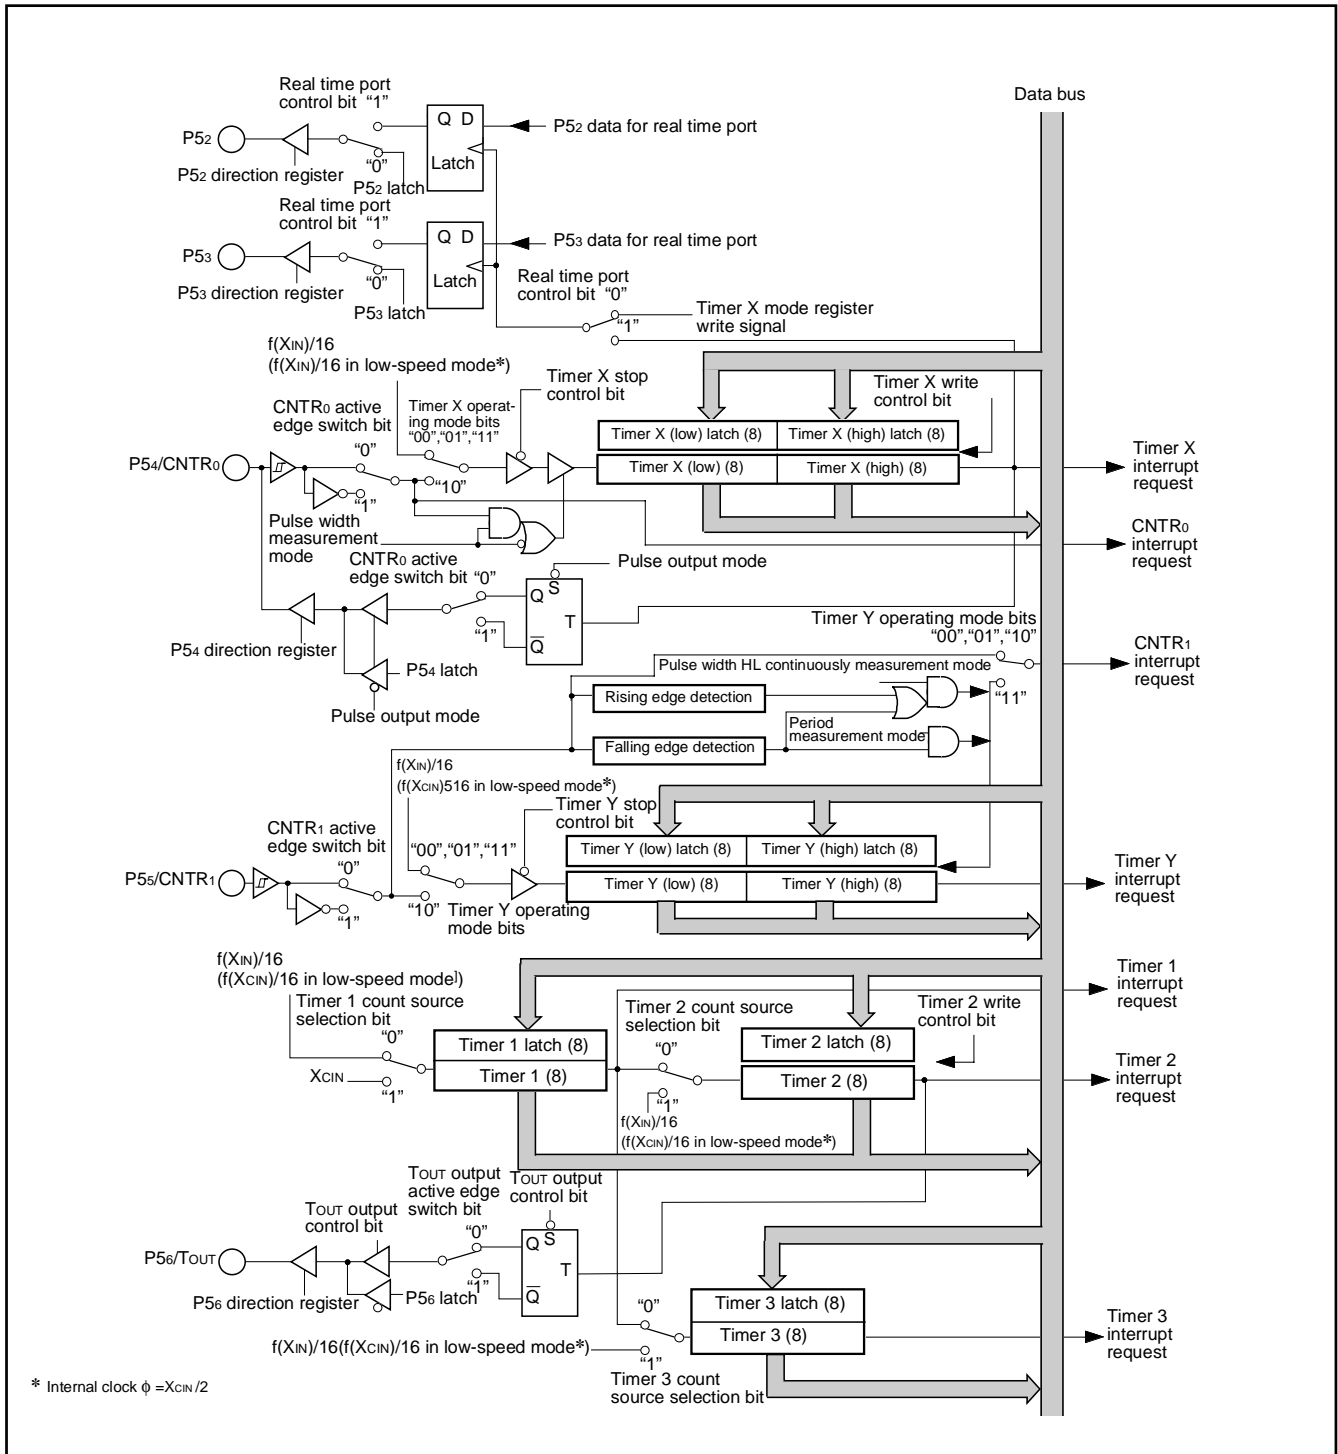 Real time port
control bit “1”
Data bus
P52
Q D
P52 data for real time port
Latch
“0”
P52 direction register
P52 latch
Real time port
control bit “1”
P53
Q D
P53 data for real time port
Latch
“0”
P53 direction register
P53 latch
Real time port
control bit “0”
“1”
Timer X mode register
write signal
f(XIN)/16
(f(XIN)/16 in low-speed mode*)
Timer X stop
control bit
Timer X write
control bit
CNTR0 active
edge switch bit
Timer X operat-
ing mode bits
“00”,“01”,“11”
“0”
Timer X (low) latch (8)
Timer X (high) latch (8)
P54/CNTR0
Timer X (low) (8)
Timer X (high) (8)
Timer X
interrupt
request
“10”
“1”
Pulse width
measurement
mode
CNTR0
interrupt
request
CNTR0 active
edge switch bit “0”
Pulse output mode
Q
S
T
Q
“1”
Timer Y operating mode bits
“00”,“01”,“10”
P54 direction register
P54 latch
Pulse output mode
Pulse width HL continuously measurement mode
CNTR1
interrupt
request
Rising edge detection
“11”
Period
measurement mode
Falling edge detection
f(XIN)/16
(f(XCIN)516 in low-speed mode*)
Timer Y stop
control bit
CNTR1 active
edge switch bit
“00”,“01”,“11”
“0”
Timer Y (low) latch (8)
Timer Y (high) latch (8)
P55/CNTR1
Timer Y (low) (8)
Timer Y (high) (8)
Timer Y
interrupt
request
“10”
“1”
Timer Y operating
mode bits
f(XIN)/16
(f(XCIN)/16 in low-speed mode])
Timer 1 count source
selection bit
Timer 2 count source
selection bit
Timer 2 write
control bit
Timer 1
interrupt
request
“0”
Timer 1 latch (8)
“0”
Timer 2 latch (8)
XCIN
Timer 1 (8)
Timer 2 (8)
Timer 2
interrupt
request
“1”
“1”
f(XIN)/16
(f(XCIN)/16 in low-speed mode*)
TOUT output
active edge
switch bit
TOUT output
control bit
TOUT output
control bit
“0”
Q
S
T
Q
“1”
P56/TOUT
P56 direction register
P56 latch
“0”
Timer 3 latch (8)
Timer 3 (8)
Timer 3
interrupt
request
f(XIN)/16(f(XCIN)/16 in low-speed mode*)
“1”
Timer 3 count
source selection bit
* Internal clock ϕ =XCIN/2